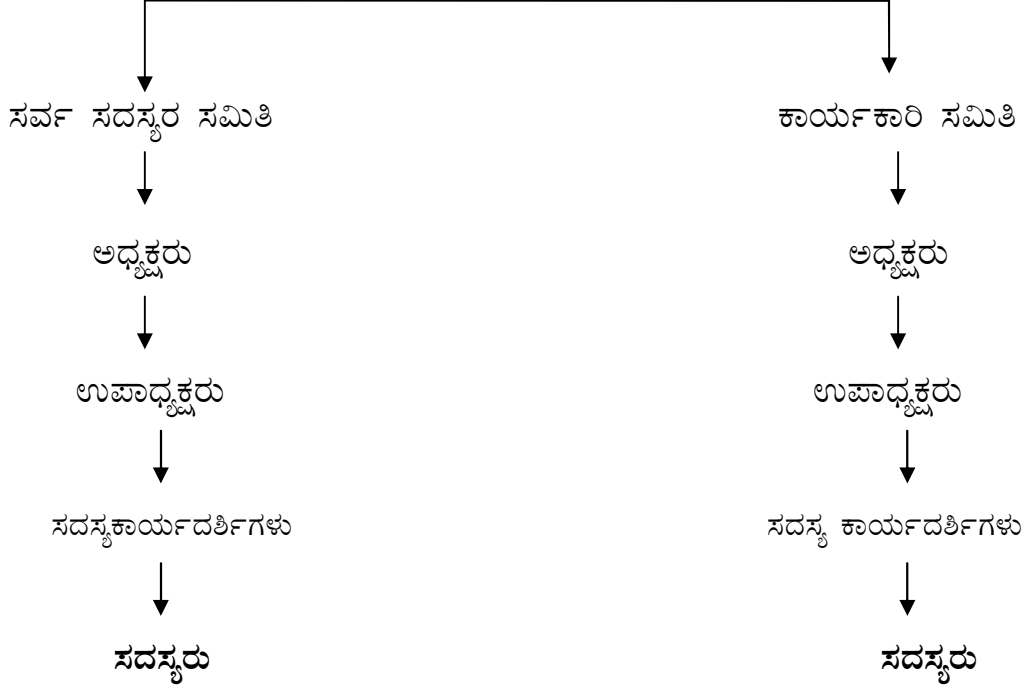 ಸರ್ವ ಸದಸ್ಯರ ಸಮಿತಿ
ಕಾರ್ಯಕಾರಿ ಸಮಿತಿ
ಅಧ್ಯಕ್ಷರು
ಅಧ್ಯಕ್ಷರು
ಉಪಾಧ್ಯಕ್ಷರು
ಉಪಾಧ್ಯಕ್ಷರು
ಸದಸ್ಯಕಾರ್ಯದರ್ಶಿಗಳು
ಸದಸ್ಯ ಕಾರ್ಯದರ್ಶಿಗಳು
ಸದಸ್ಯರು
ಸದಸ್ಯರು